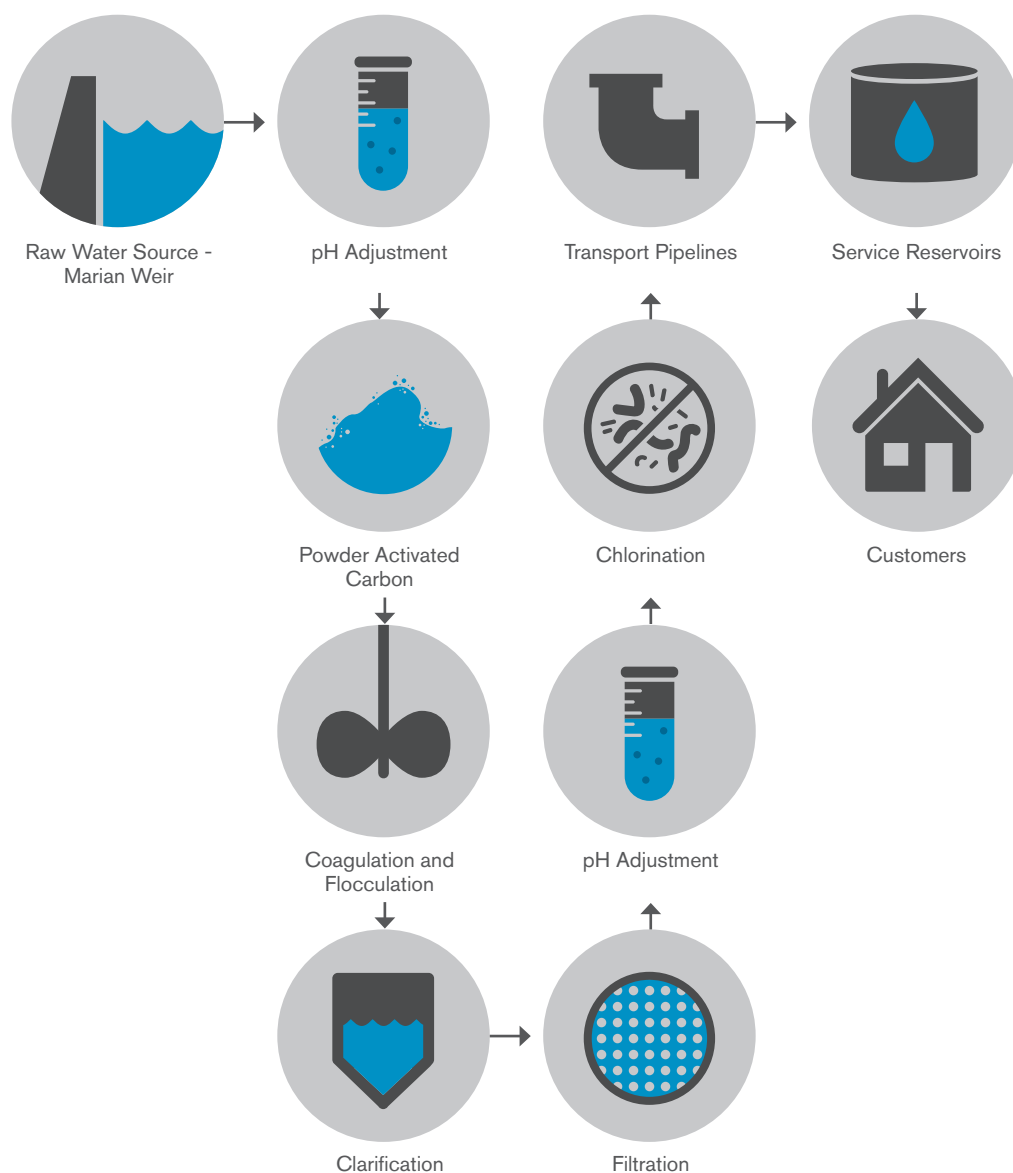 Raw Water Source -
Marian Weir
pH Adjustment
Transport Pipelines
Service Reservoirs
Powder Activated
Carbon
Chlorination
Customers
Coagulation and
Flocculation
pH Adjustment
Clarification
Filtration